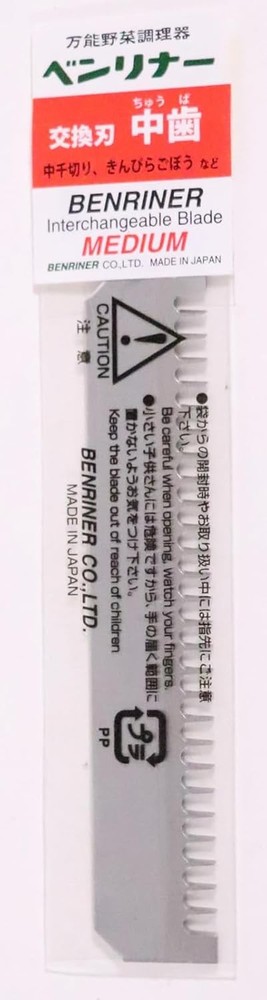 万能野菜調理器
ベンリナー
ちゅう ば
交換刃 中歯
中千切り、きんぴらごぼう など
BENRINER
Interchangeable Blade
MEDIUM
BENRINER CO.,LTD. MADE IN JAPAN
CAUTION
注意
●袋からの開封時やお取り扱い中には指先にご注意
下さい。
Be careful when opening, watch your fingers.
●小さい子供さんには危険ですから、手の届く範囲に
置かないようお気をつけ下さい。
Keep the blade out of reach of children
BENRINER CO.,LTD.
MADE IN JAPAN
プラ
PP